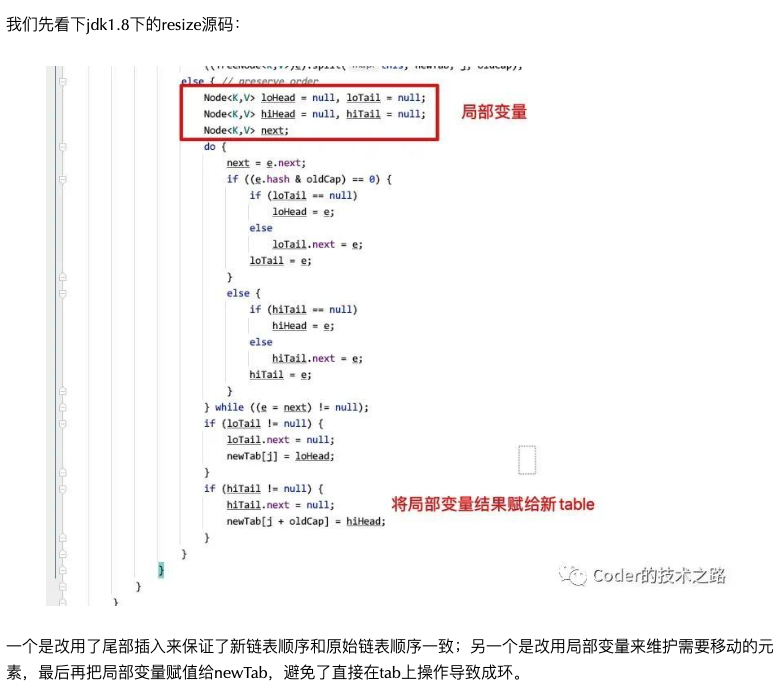 我们先看下jdk1.8下的resize源码：
((TreeNode<K,V>)e).split( map: this, newTab, j, oldCap);
else { // preserve order
Node<K,V> loHead = null, loTail = null;
Node<K,V> hiHead = null, hiTail = null;
局部变量
Node<K,V> next;
do {
next = e.next;
if ((e.hash & oldCap) == 0) {
if (loTail == null)
loHead = e;
else
loTail.next = e;
loTail = e;
}
else {
if (hiTail == null)
hiHead = e;
else
hiTail.next = e;
hiTail = e;
}
} while ((e = next) != null);
if (loTail != null) {
loTail.next = null;
newTab[j] = loHead;
}
if (hiTail != null) {
hiTail.next = null;
将局部变量结果赋给新table
newTab[j + oldCap] = hiHead;
}
}
}
}
}
Coder的技术之路
一个是改用了尾部插入来保证了新链表顺序和原始链表顺序一致；另一个是改用局部变量来维护需要移动的元
素，最后再把局部变量赋值给newTab，避免了直接在tab上操作导致成环。